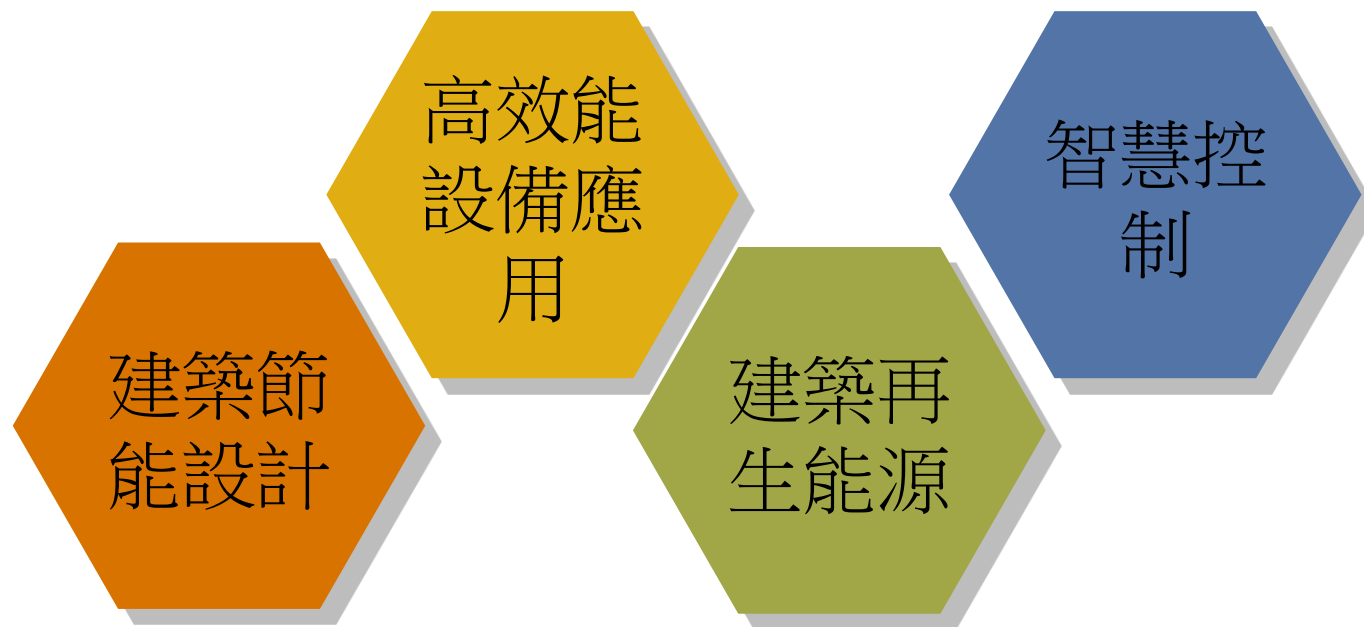 建築節
能設計
高效能
設備應
用
建築再
生能源
智慧控
制